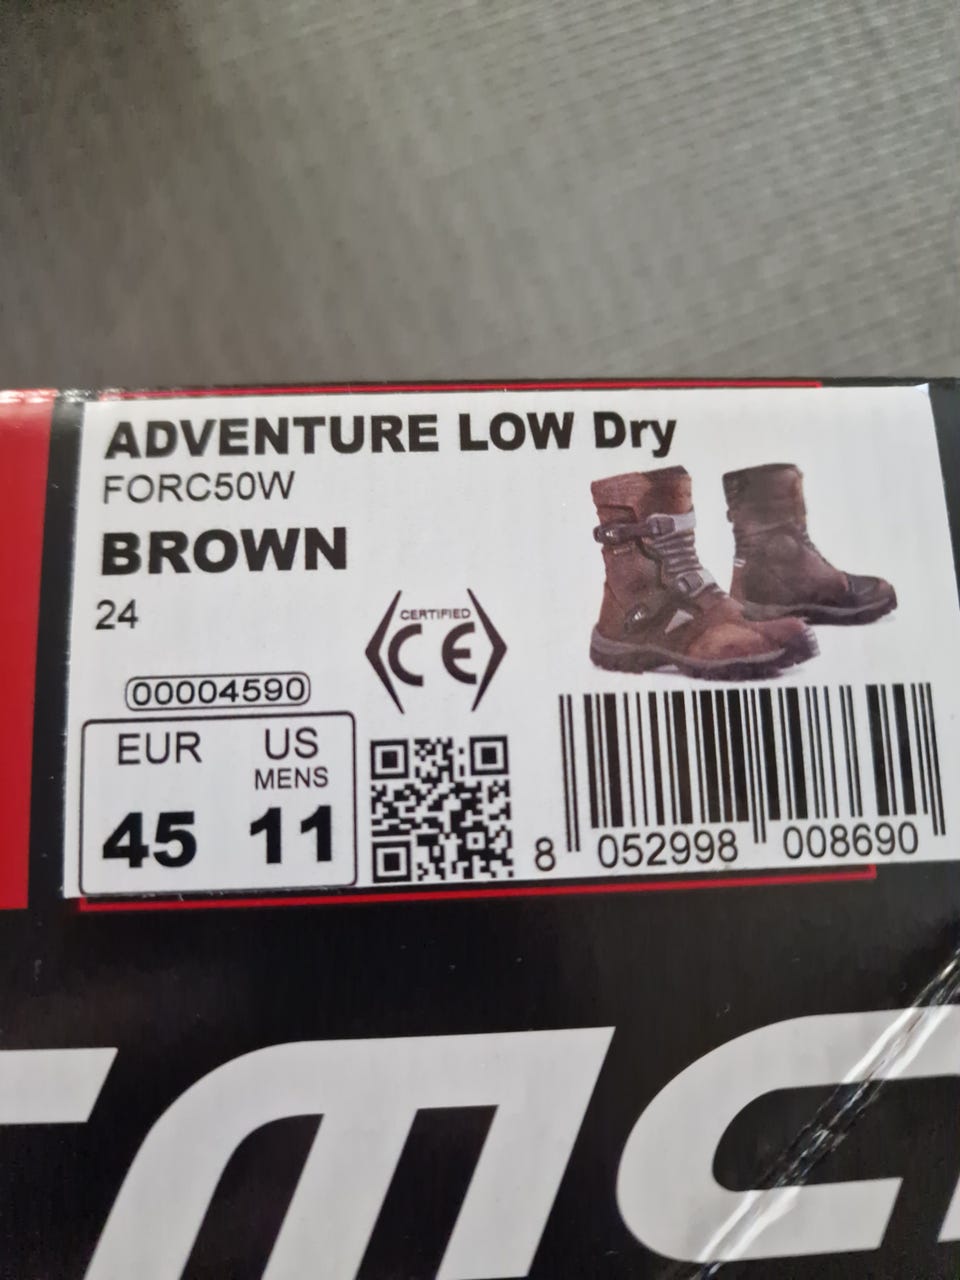 ADVENTURE LOW Dry
FORC50W
BROWN
24
CERTIFIED
CE
00004590
EUR US
MENS
45 11
8 052998 008690